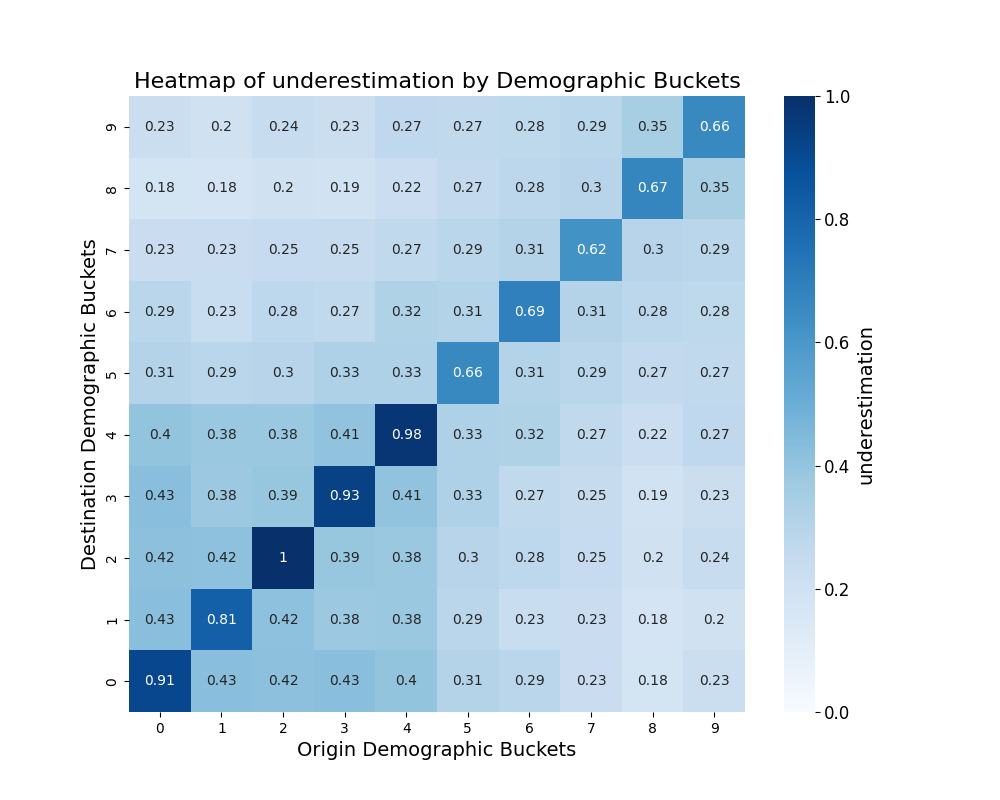 Heatmap of underestimation by Demographic Buckets
9 0.23 0.2 0.24 0.23 0.27 0.27 0.28 0.29 0.35 0.66
8 0.18 0.18 0.2 0.19 0.22 0.27 0.28 0.3 0.67 0.35
7 0.23 0.23 0.25 0.25 0.27 0.29 0.31 0.62 0.3 0.29
6 0.29 0.23 0.28 0.27 0.32 0.31 0.69 0.31 0.28 0.28
5 0.31 0.29 0.3 0.33 0.33 0.66 0.31 0.29 0.27 0.27
4 0.4 0.38 0.38 0.41 0.98 0.33 0.32 0.27 0.22 0.27
3 0.43 0.38 0.39 0.93 0.41 0.33 0.27 0.25 0.19 0.23
2 0.42 0.42 1 0.39 0.38 0.3 0.28 0.25 0.2 0.24
1 0.43 0.81 0.42 0.38 0.38 0.29 0.23 0.23 0.18 0.2
0 0.91 0.43 0.42 0.43 0.4 0.31 0.29 0.23 0.18 0.23
0 1 2 3 4 5 6 7 8 9
Origin Demographic Buckets
Destination Demographic Buckets
1.0
0.8
0.6
0.4
0.2
0.0
underestimation